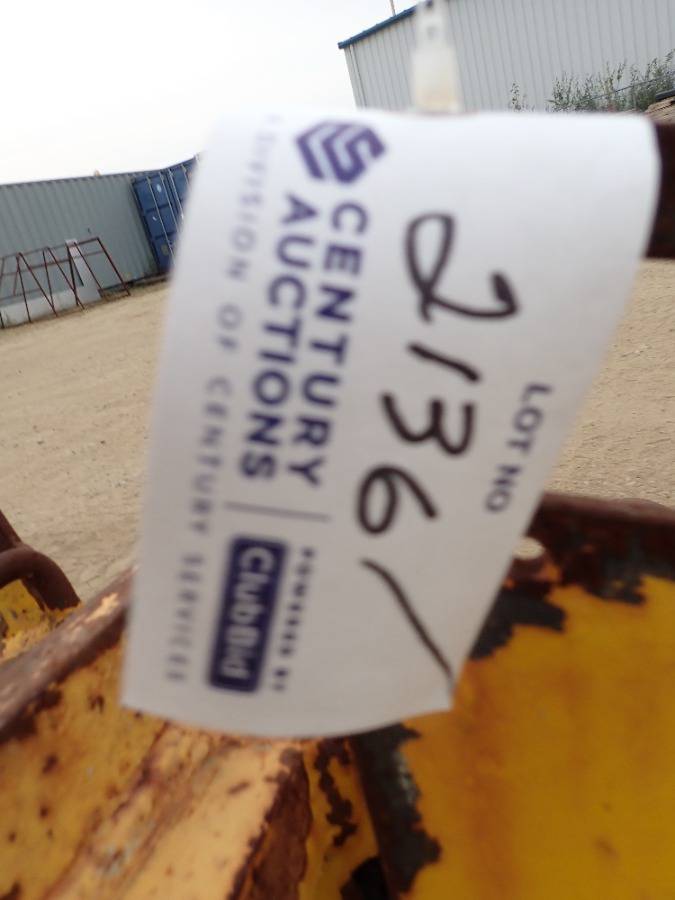 LOT NO
2136/
CENTURY
AUCTIONS
POWERED BY
ClubBid
A DIVISION OF CENTURY SERVICES